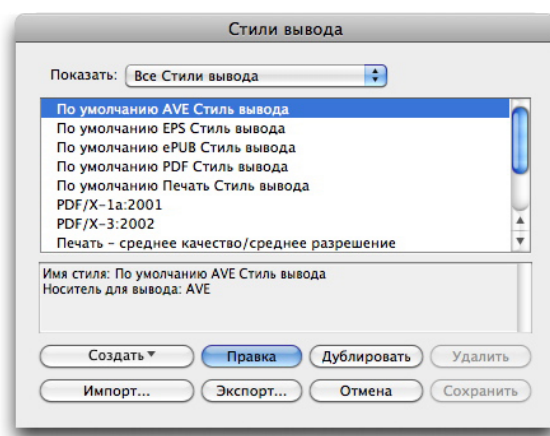 Стили вывода
Показать: Все Стили вывода
По умолчанию AVE Стиль вывода
По умолчанию EPS Стиль вывода
По умолчанию ePUB Стиль вывода
По умолчанию PDF Стиль вывода
По умолчанию Печать Стиль вывода
PDF/X-1a:2001
PDF/X-3:2002
Печать – среднее качество/среднее разрешение
Имя стиля: По умолчанию AVE Стиль вывода
Носитель для вывода: AVE
Создать Правка Дублировать Удалить
Импорт... Экспорт... Отмена Сохранить